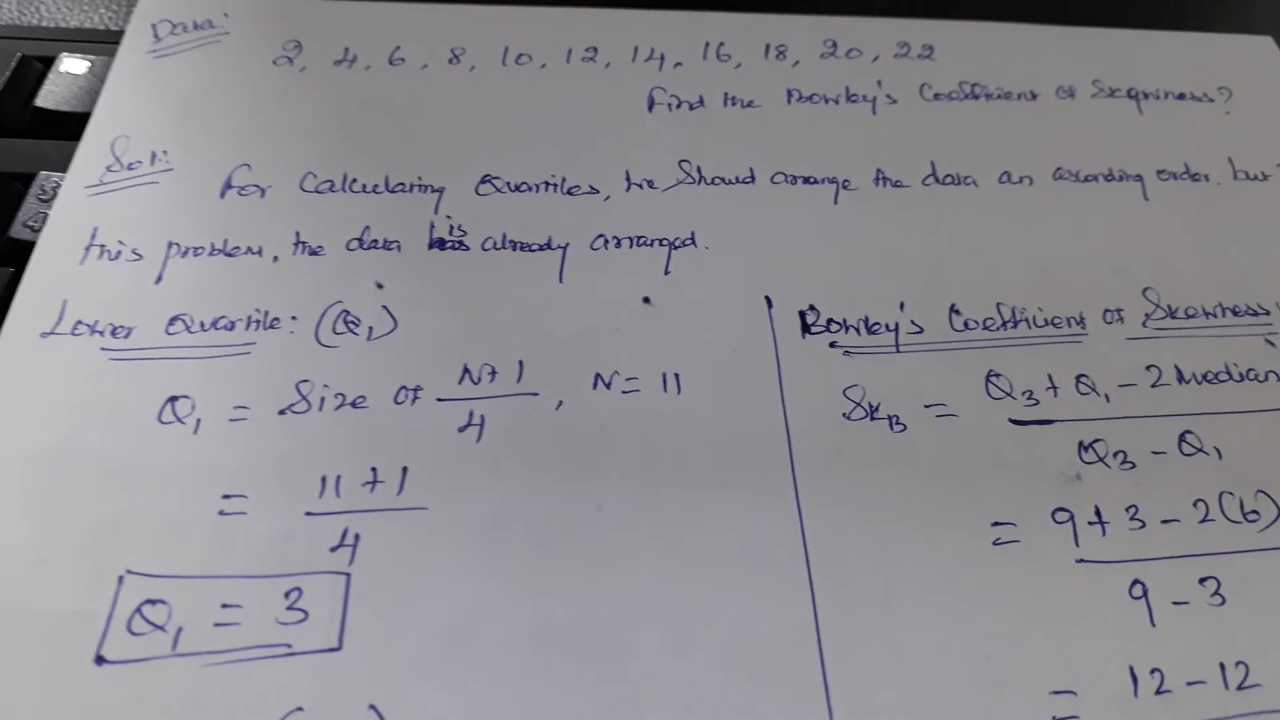 Data:
2, 4, 6, 8, 10, 12, 14, 16, 18, 20, 22
Find the Bowley's Coefficient of Skewness?
Sol:
For Calculating Quartiles, we Should arrange the data an ascending order. but
this problem, the data is already arranged.
Lower Quartile: (Q₁)
Q₁ = Size of N+1/4, N = 11
= 11+1/4
Q₁ = 3
Bowley's Coefficient of Skewness:
Sk_B = Q₃ + Q₁ - 2 Median / Q₃ - Q₁
= 9+3-2(6) / 9-3
= 12-12